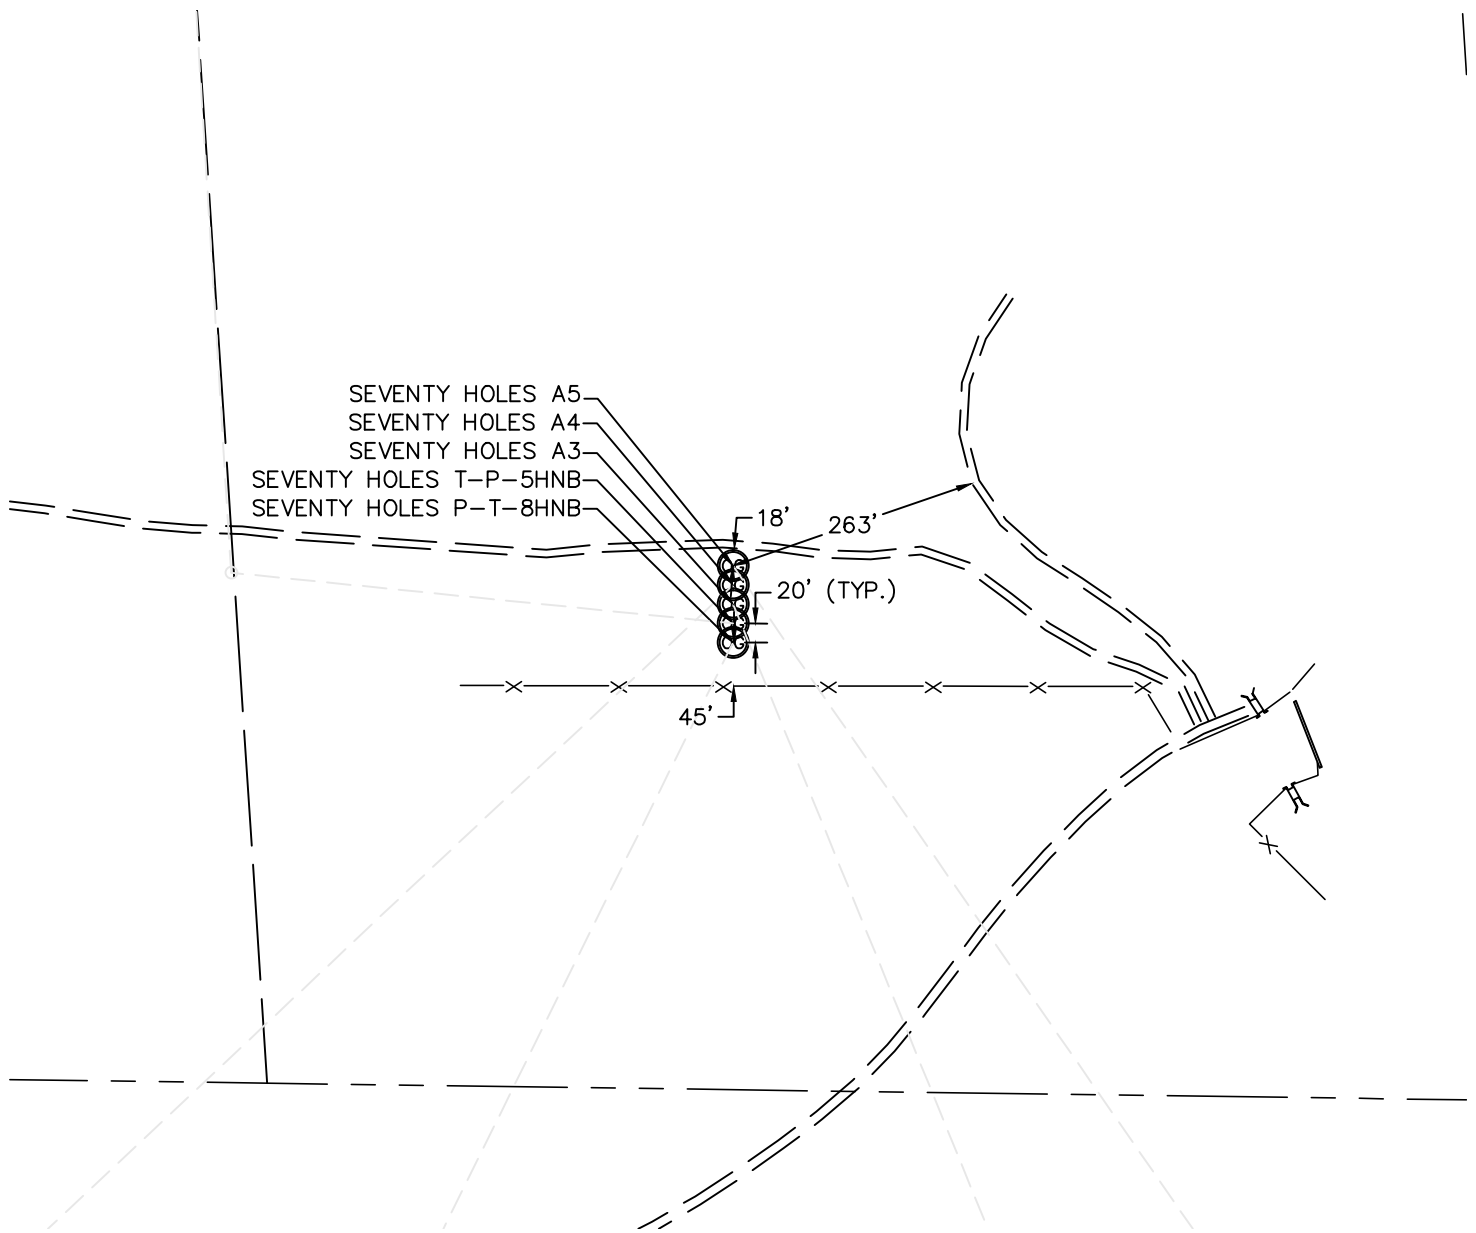 SEVENTY HOLES A5
SEVENTY HOLES A4
SEVENTY HOLES A3
SEVENTY HOLES T-P-5HNB
SEVENTY HOLES P-T-8HNB
18'
263'
20' (TYP.)
45'